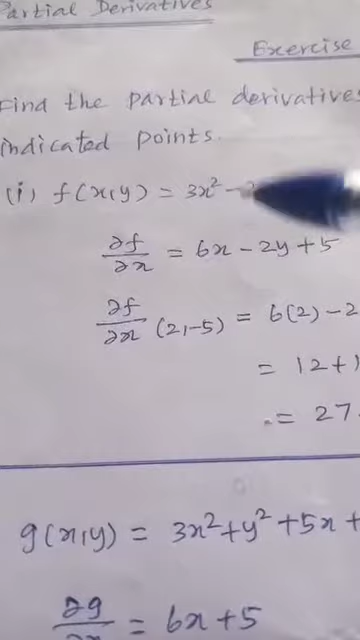 Partial Derivatives
Exercise
Find the partial derivatives
indicated points.
(i) f(x,y) = 3x² -
∂f/∂x = 6x - 2y + 5
∂f/∂x (2,-5) = 6(2) - 2
= 12 + 1
= 27.
g(x,y) = 3x² + y² + 5x +
∂g/∂x = 6x + 5